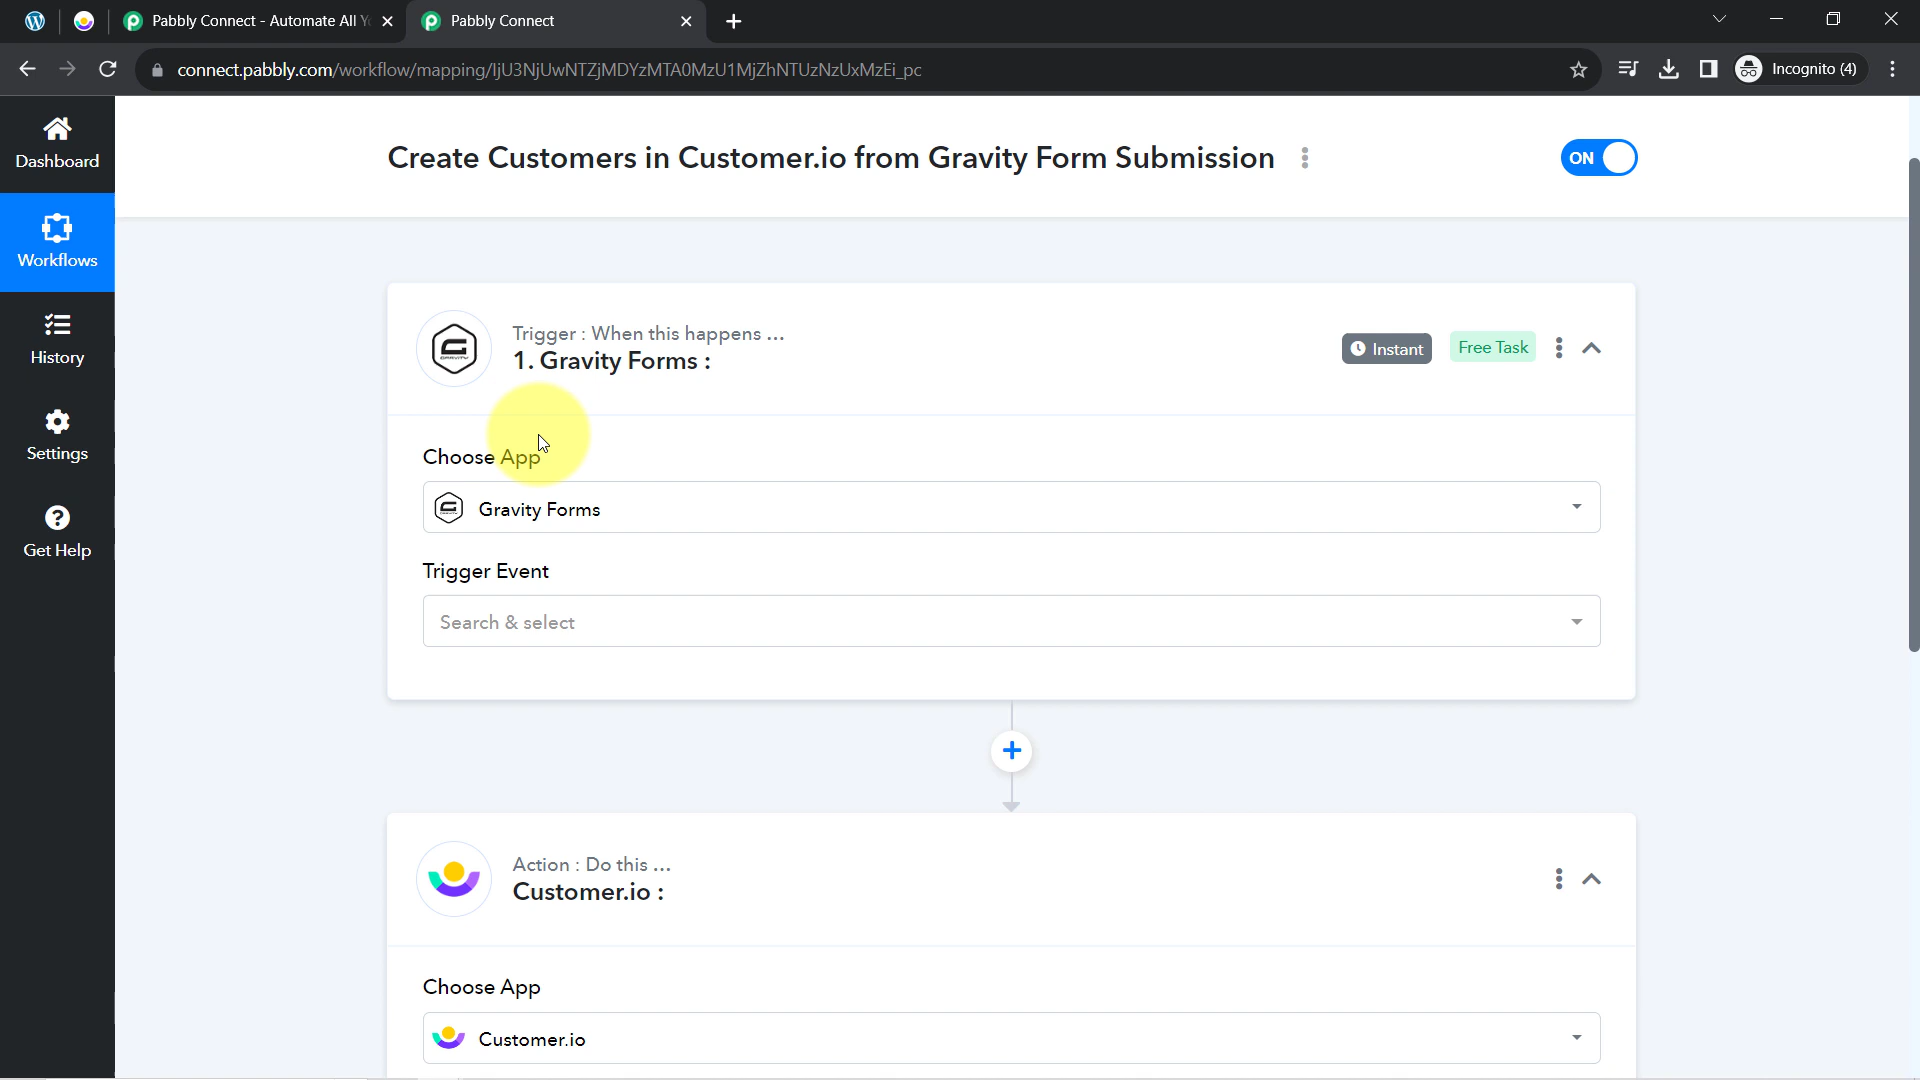 Pabbly Connect - Automate All Y
Pabbly Connect
connect.pabbly.com/workflow/mapping/IjU3NjUwNTZjMDYzMTA0MzU1MjZhNTUzNzUxMzEi_pc
Incognito (4)
Dashboard
Workflows
History
Settings
Get Help
Create Customers in Customer.io from Gravity Form Submission
ON
Trigger : When this happens ...
1. Gravity Forms :
Instant
Free Task
Choose App
Gravity Forms
Trigger Event
Search & select
Action : Do this ...
Customer.io :
Choose App
Customer.io